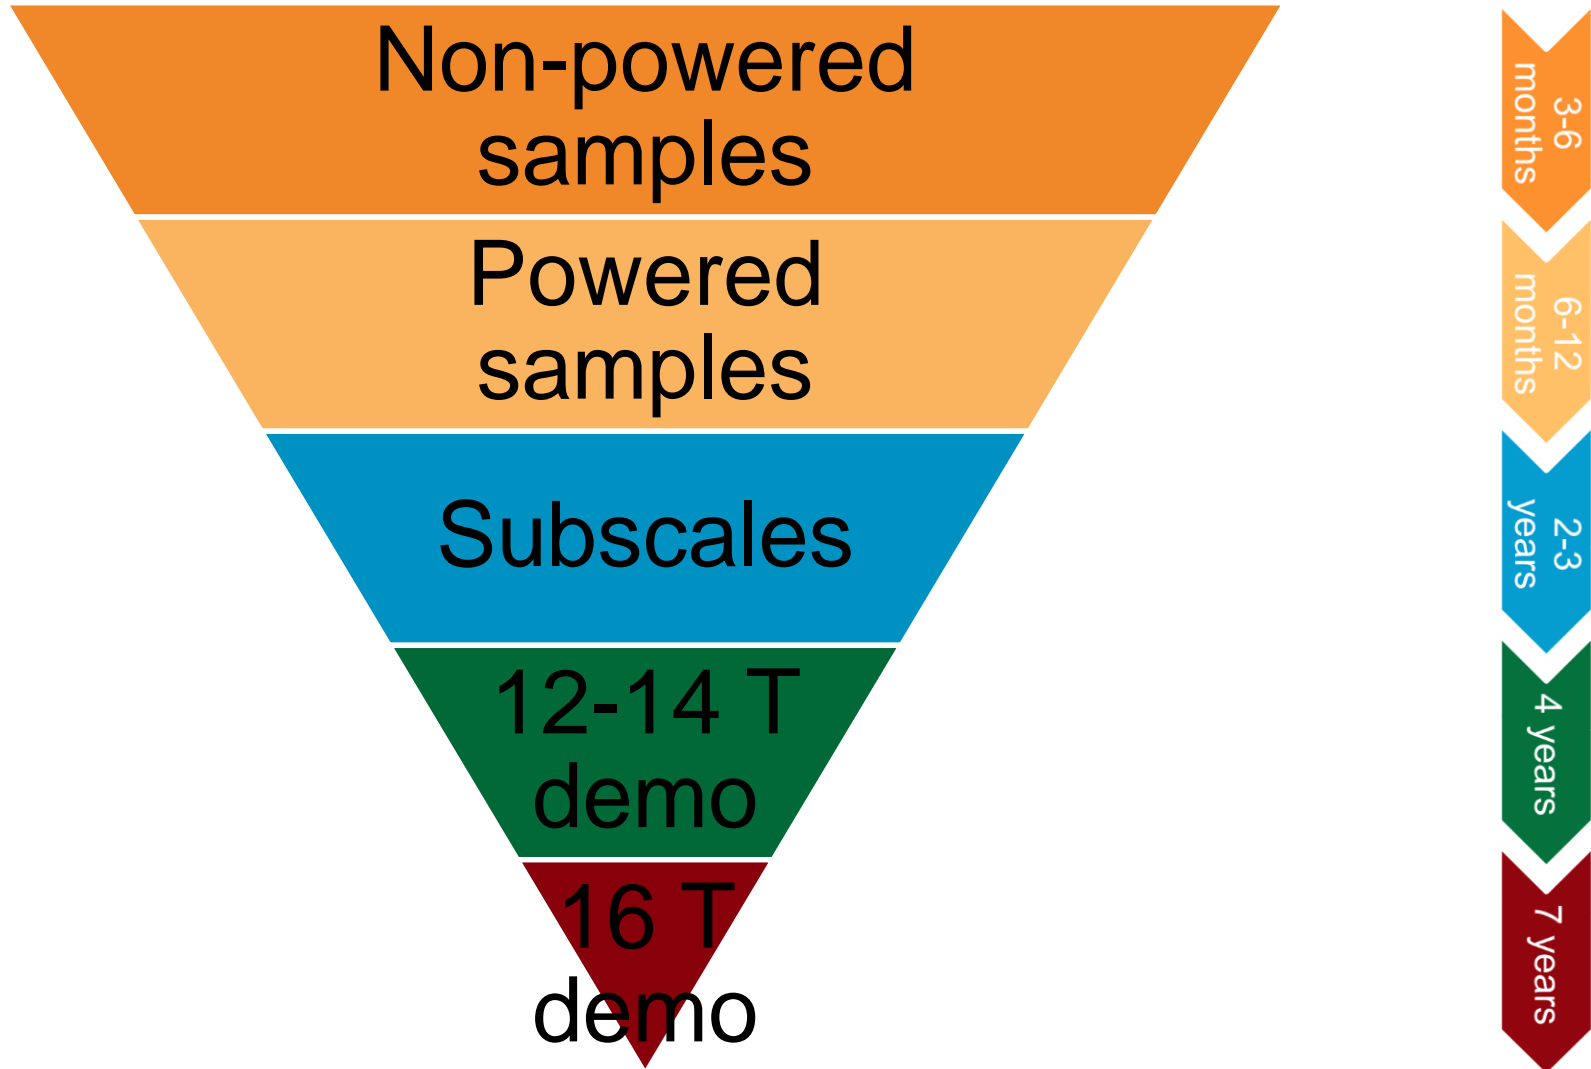 Non-powered
samples
Powered
samples
Subscales
12-14 T
demo
16 T
demo
3-6
months
6-12
months
2-3
years
4 years
7 years